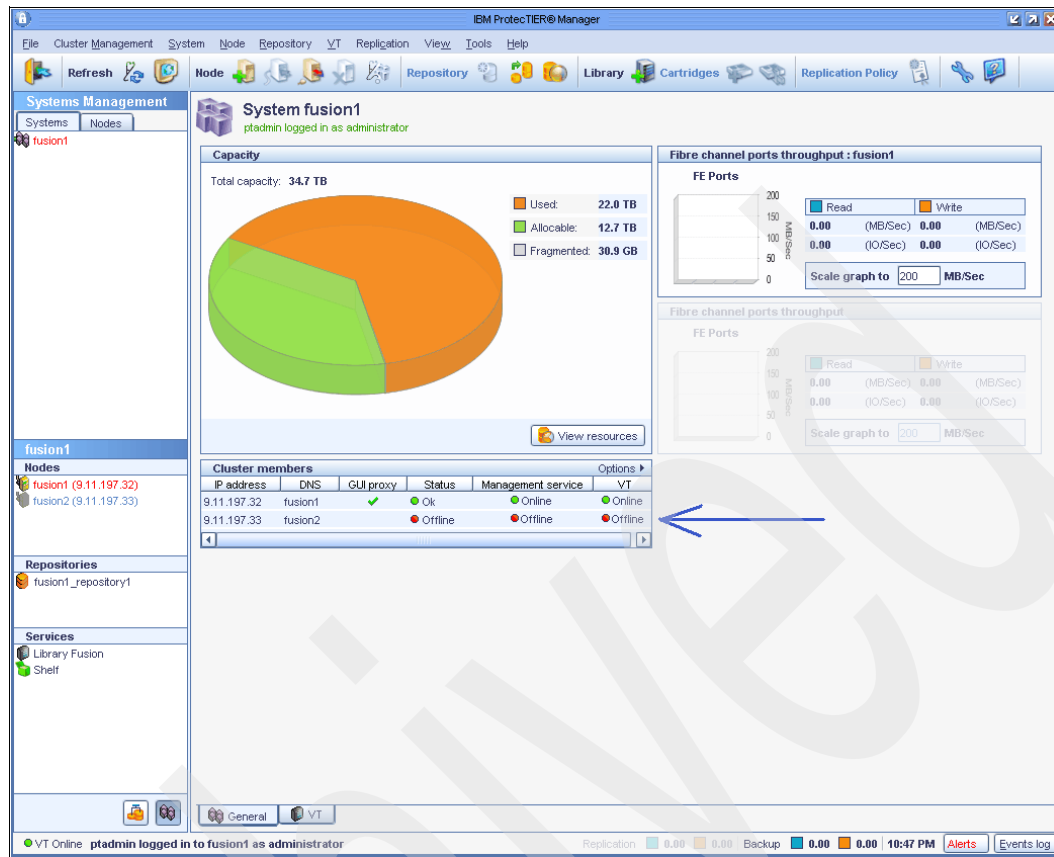 IBM ProtecTIER® Manager
File Cluster Management System Node Repository VT Replication View Tools Help
Refresh Node Repository Library Cartridges Replication Policy
Systems Management
Systems Nodes
fusion1
System fusion1
ptadmin logged in as administrator
Capacity
Total capacity: 34.7 TB
Used: 22.0 TB
Allocable: 12.7 TB
Fragmented: 30.9 GB
View resources
Fibre channel ports throughput : fusion1
FE Ports
200
150
100
50
0
MB/Sec
Read Write
0.00 (MB/Sec) 0.00 (MB/Sec)
0.00 (IO/Sec) 0.00 (IO/Sec)
Scale graph to 200 MB/Sec
Fibre channel ports throughput
FE Ports
200
150
100
50
0
MB/Sec
Read Write
0.00 (MB/Sec) 0.00 (MB/Sec)
0.00 (IO/Sec) 0.00 (IO/Sec)
Scale graph to 200 MB/Sec
fusion1
Nodes
fusion1 (9.11.197.32)
fusion2 (9.11.197.33)
Repositories
fusion1_repository1
Services
Library Fusion
Shelf
Cluster members Options
IP address DNS GUI proxy Status Management service VT
9.11.197.32 fusion1 Ok Online Online
9.11.197.33 fusion2 Offline Offline Offline
General VT
VT Online ptadmin logged in to fusion1 as administrator
Replication 0.00 0.00 Backup 0.00 0.00 10:47 PM Alerts Events log